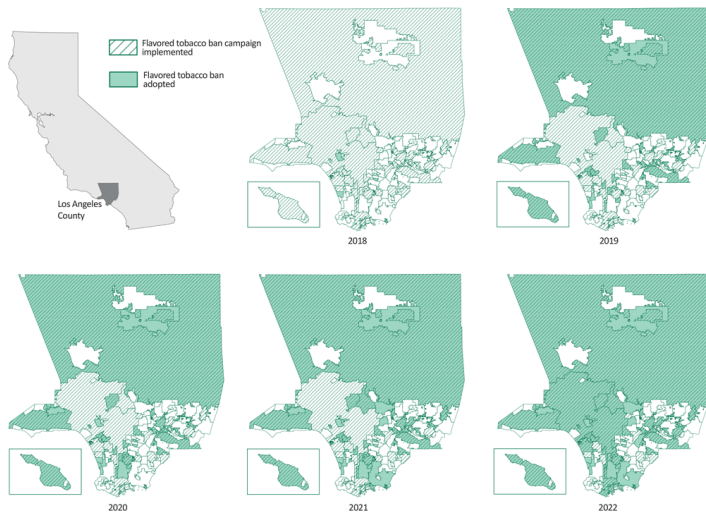 Flavored tobacco ban campaign
implemented
Flavored tobacco ban
adopted
Los Angeles
County
2018
2019
2020
2021
2022